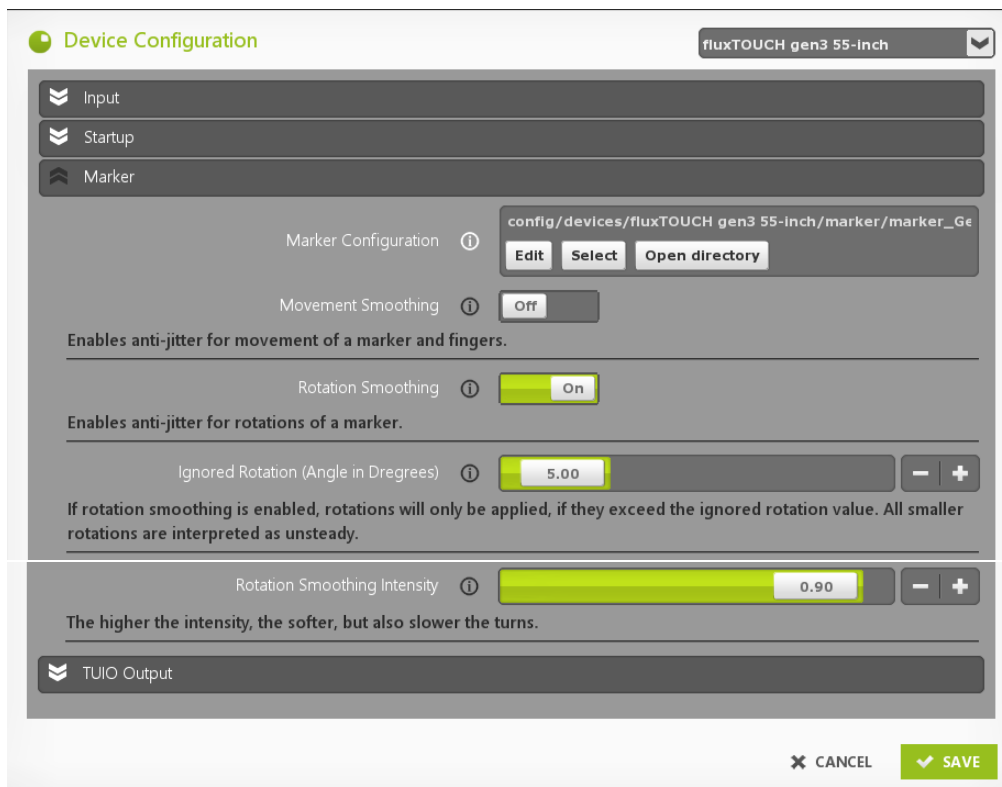 Device Configuration
fluxTOUCH gen3 55-inch
Input
Startup
Marker
config/devices/fluxTOUCH gen3 55-inch/marker/marker_Ge
Marker Configuration
Edit Select Open directory
Movement Smoothing Off
Enables anti-jitter for movement of a marker and fingers.
Rotation Smoothing On
Enables anti-jitter for rotations of a marker.
Ignored Rotation (Angle in Dregrees) 5.00
If rotation smoothing is enabled, rotations will only be applied, if they exceed the ignored rotation value. All smaller
rotations are interpreted as unsteady.
Rotation Smoothing Intensity 0.90
The higher the intensity, the softer, but also slower the turns.
TUIO Output
CANCEL SAVE